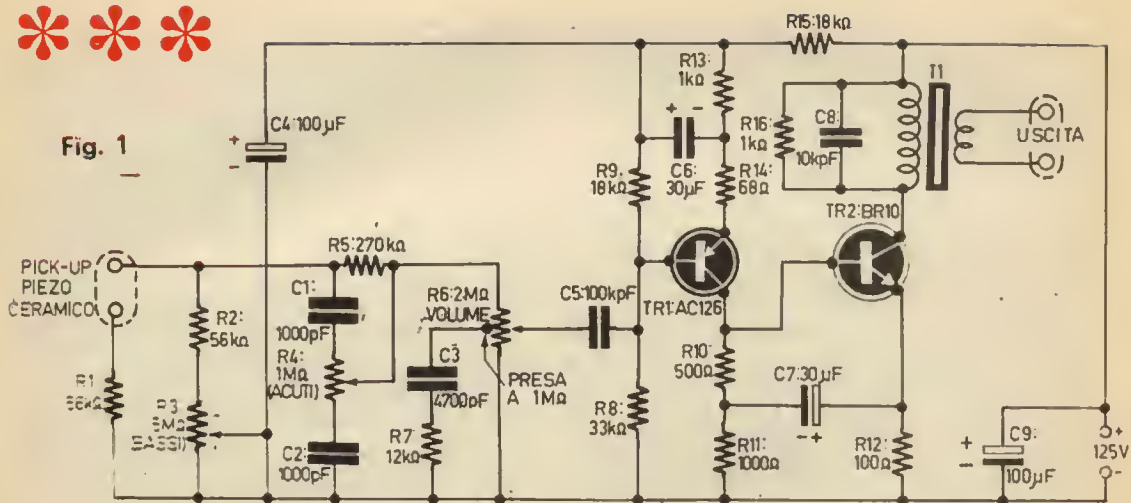 Fig. 1
R15:18kΩ
R13:
1kΩ
T1
C4:100µF
+
-
+ -
C6:
30µF
R9:
18kΩ
R14:
68Ω
R16:
1kΩ
C8:
10kpF
USCITA
TR2:BR10
PICK-UP
PIEZO
CERAMICO
R5:270kΩ
C1:
1000pF
R6:2MΩ
VOLUME
C5:100kpF
TR1:AC126
R2:
56kΩ
R4:
1MΩ
(ACUTI)
C3
4700pF
PRESA
A 1MΩ
R10:
500Ω
C7:30µF
- +
R1
R3
BASSI)
C2:
1000pF
R7:
12kΩ
R8:
33kΩ
R11:
1000Ω
R12:
100Ω
+
-
C9:
100µF
+
125V
-